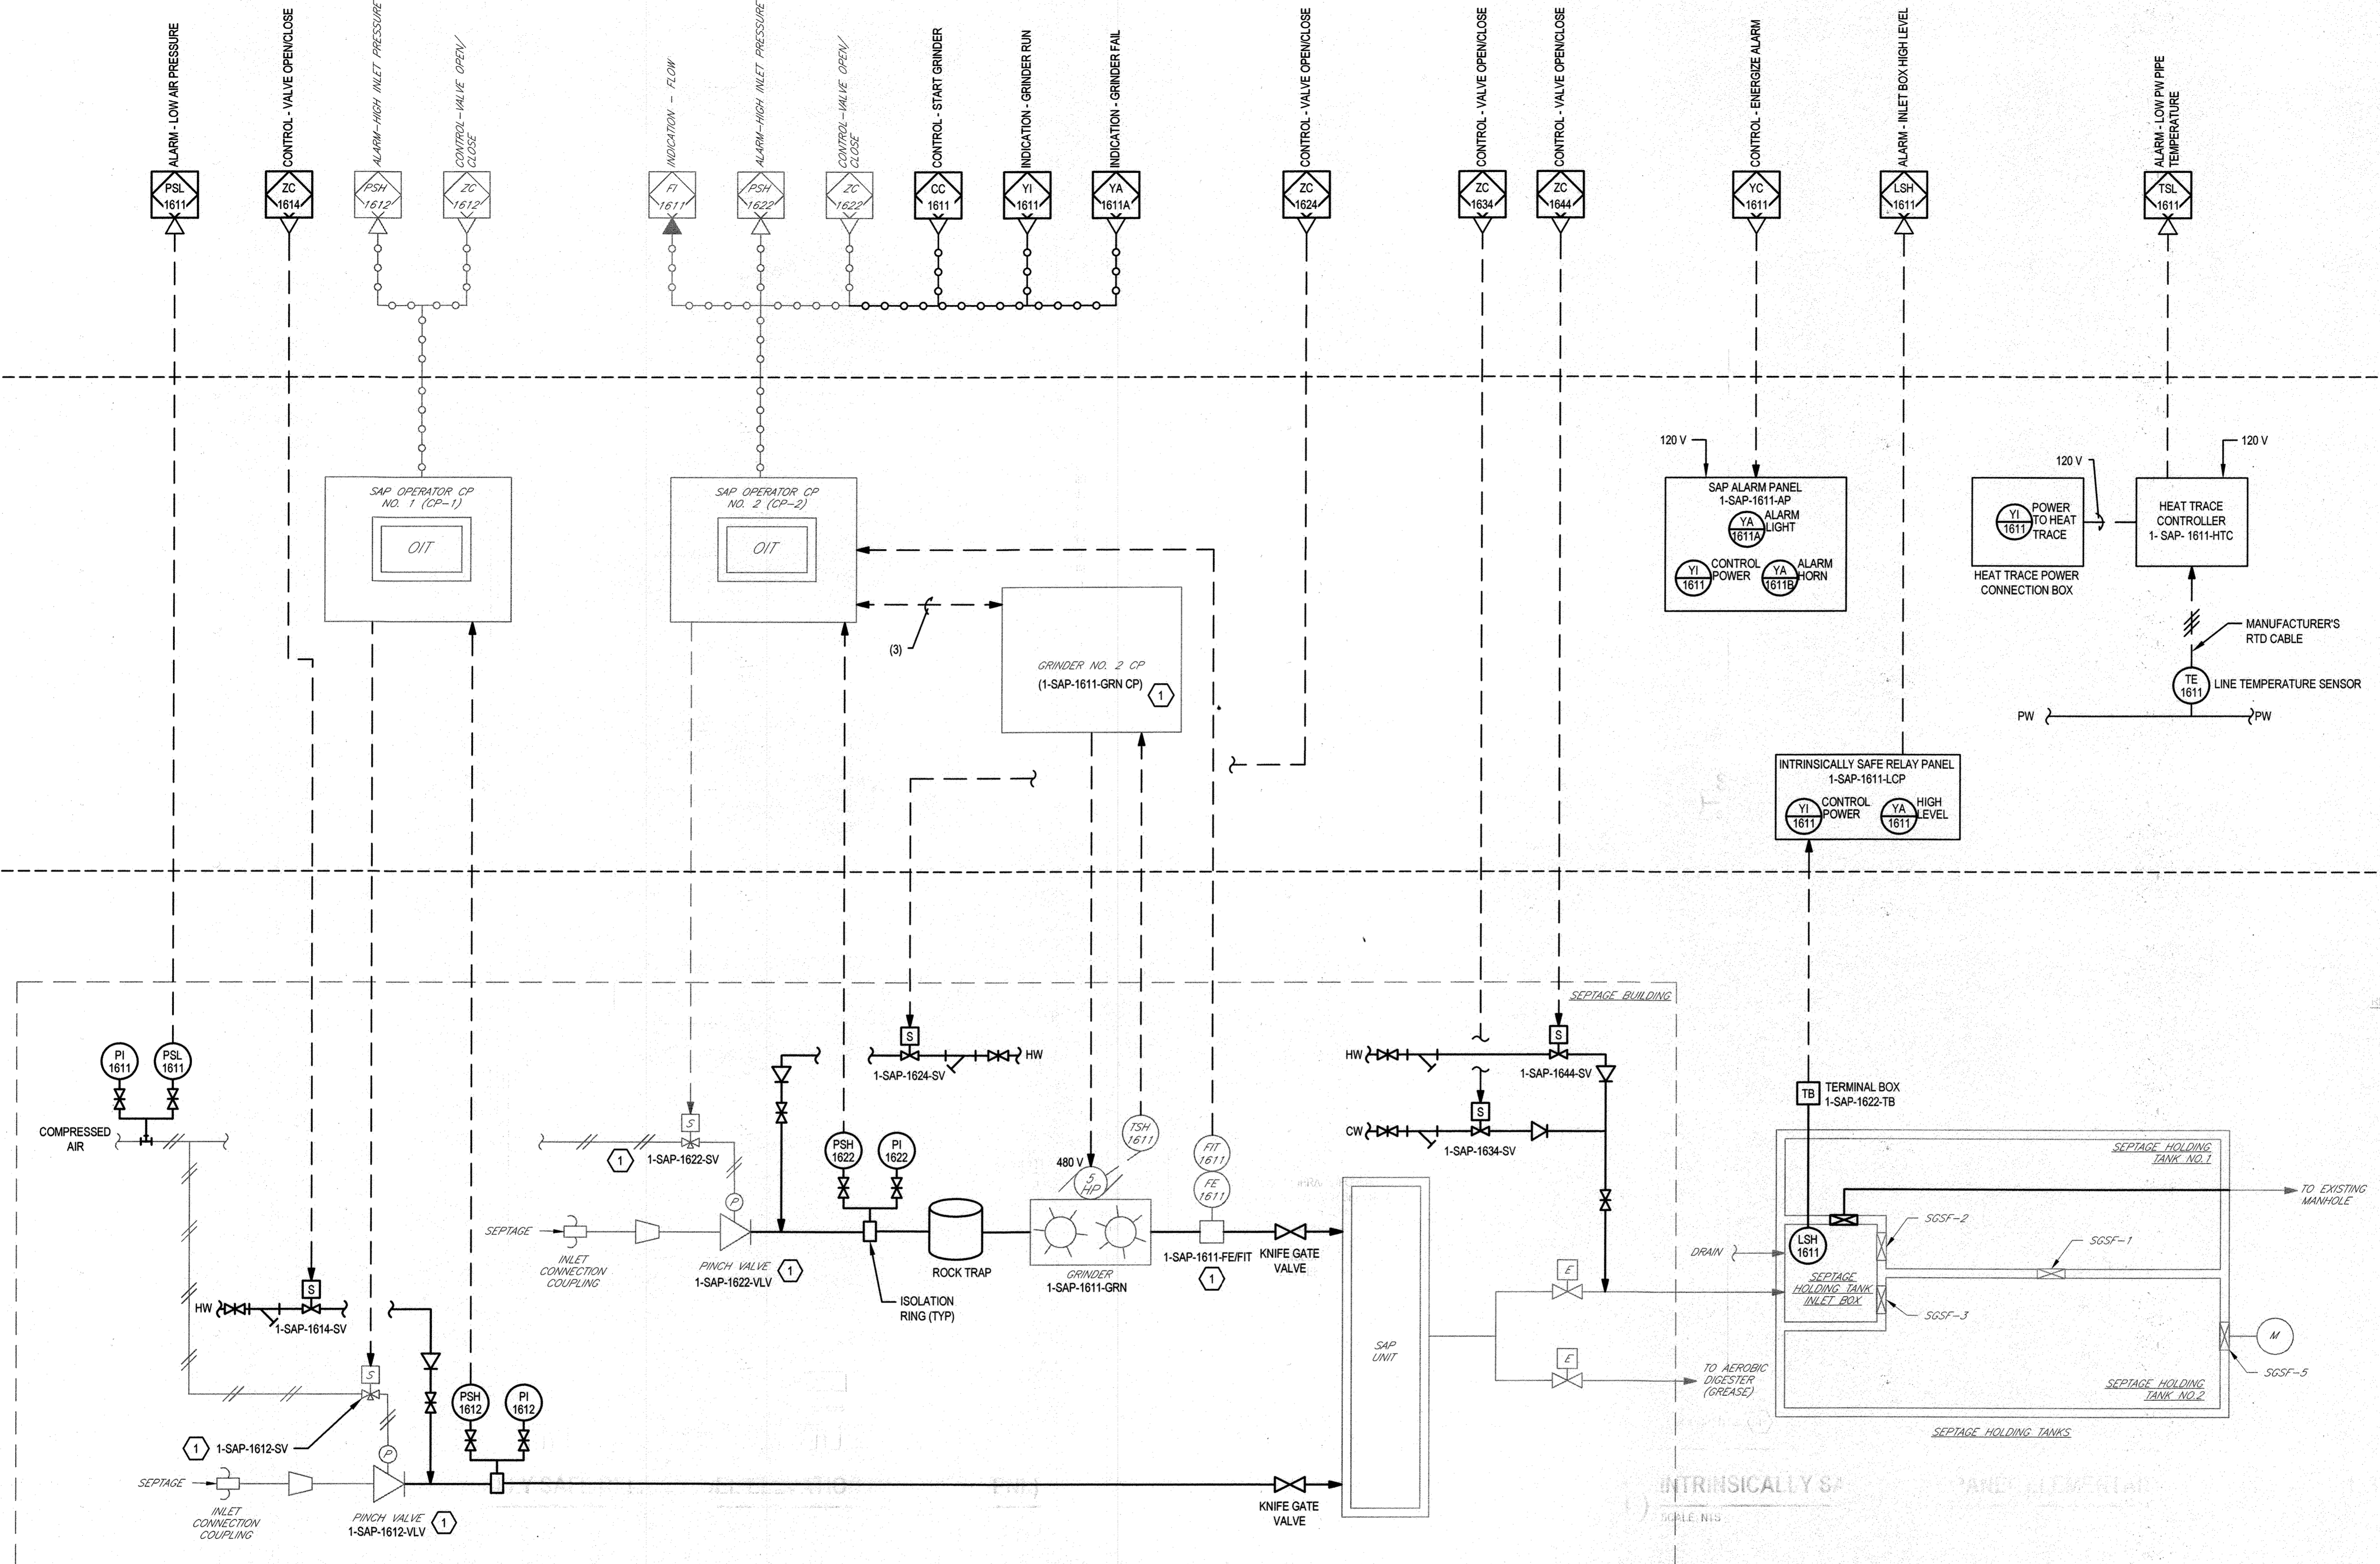 ALARM - LOW AIR PRESSURE
CONTROL - VALVE OPEN/CLOSE
ALARM-HIGH INLET PRESSURE
CONTROL-VALVE OPEN/
CLOSE
INDICATION - FLOW
ALARM-HIGH INLET PRESSURE
CONTROL-VALVE OPEN/
CLOSE
CONTROL - START GRINDER
INDICATION - GRINDER RUN
INDICATION - GRINDER FAIL
CONTROL - VALVE OPEN/CLOSE
CONTROL - VALVE OPEN/CLOSE
CONTROL - VALVE OPEN/CLOSE
CONTROL - ENERGIZE ALARM
ALARM - INLET BOX HIGH LEVEL
ALARM - LOW PW PIPE
TEMPERATURE
PSL
1611
ZC
1614
PSH
1612
ZC
1612
FI
1611
PSH
1622
ZC
1622
CC
1611
YI
1611
YA
1611A
ZC
1624
ZC
1634
ZC
1644
YC
1611
LSH
1611
TSL
1611
SAP OPERATOR CP
NO. 1 (CP-1)
OIT
SAP OPERATOR CP
NO. 2 (CP-2)
OIT
(3)
GRINDER NO. 2 CP
(1-SAP-1611-GRN CP)
1
120 V
SAP ALARM PANEL
1-SAP-1611-AP
YA
1611A
ALARM
LIGHT
YI
1611
CONTROL
POWER
YA
1611B
ALARM
HORN
120 V
120 V
YI
1611
POWER
TO HEAT
TRACE
HEAT TRACE POWER
CONNECTION BOX
HEAT TRACE
CONTROLLER
1- SAP- 1611-HTC
MANUFACTURER'S
RTD CABLE
TE
1611
LINE TEMPERATURE SENSOR
PW
PW
INTRINSICALLY SAFE RELAY PANEL
1-SAP-1611-LCP
YI
1611
CONTROL
POWER
YA
1611
HIGH
LEVEL
SEPTAGE BUILDING
PI
1611
PSL
1611
COMPRESSED
AIR
S
1-SAP-1624-SV
HW
S
1
1-SAP-1622-SV
P
SEPTAGE
INLET
CONNECTION
COUPLING
PINCH VALVE
1-SAP-1622-VLV
1
PSH
1622
PI
1622
ISOLATION
RING (TYP)
ROCK TRAP
480 V
5
HP
TSH
1611
GRINDER
1-SAP-1611-GRN
FIT
1611
FE
1611
1-SAP-1611-FE/FIT
1
KNIFE GATE
VALVE
HW
S
1-SAP-1644-SV
CW
S
1-SAP-1634-SV
SAP
UNIT
E
E
TO AEROBIC
DIGESTER
(GREASE)
TB
TERMINAL BOX
1-SAP-1622-TB
SEPTAGE HOLDING
TANK NO.1
TO EXISTING
MANHOLE
LSH
1611
DRAIN
SEPTAGE
HOLDING TANK
INLET BOX
SGSF-2
SGSF-1
SGSF-3
M
SGSF-5
SEPTAGE HOLDING
TANK NO.2
SEPTAGE HOLDING TANKS
HW
S
1-SAP-1614-SV
S
1
1-SAP-1612-SV
P
SEPTAGE
INLET
CONNECTION
COUPLING
PINCH VALVE
1-SAP-1612-VLV
1
PSH
1612
PI
1612
KNIFE GATE
VALVE
INTRINSICALLY SA
SCALE: NTS